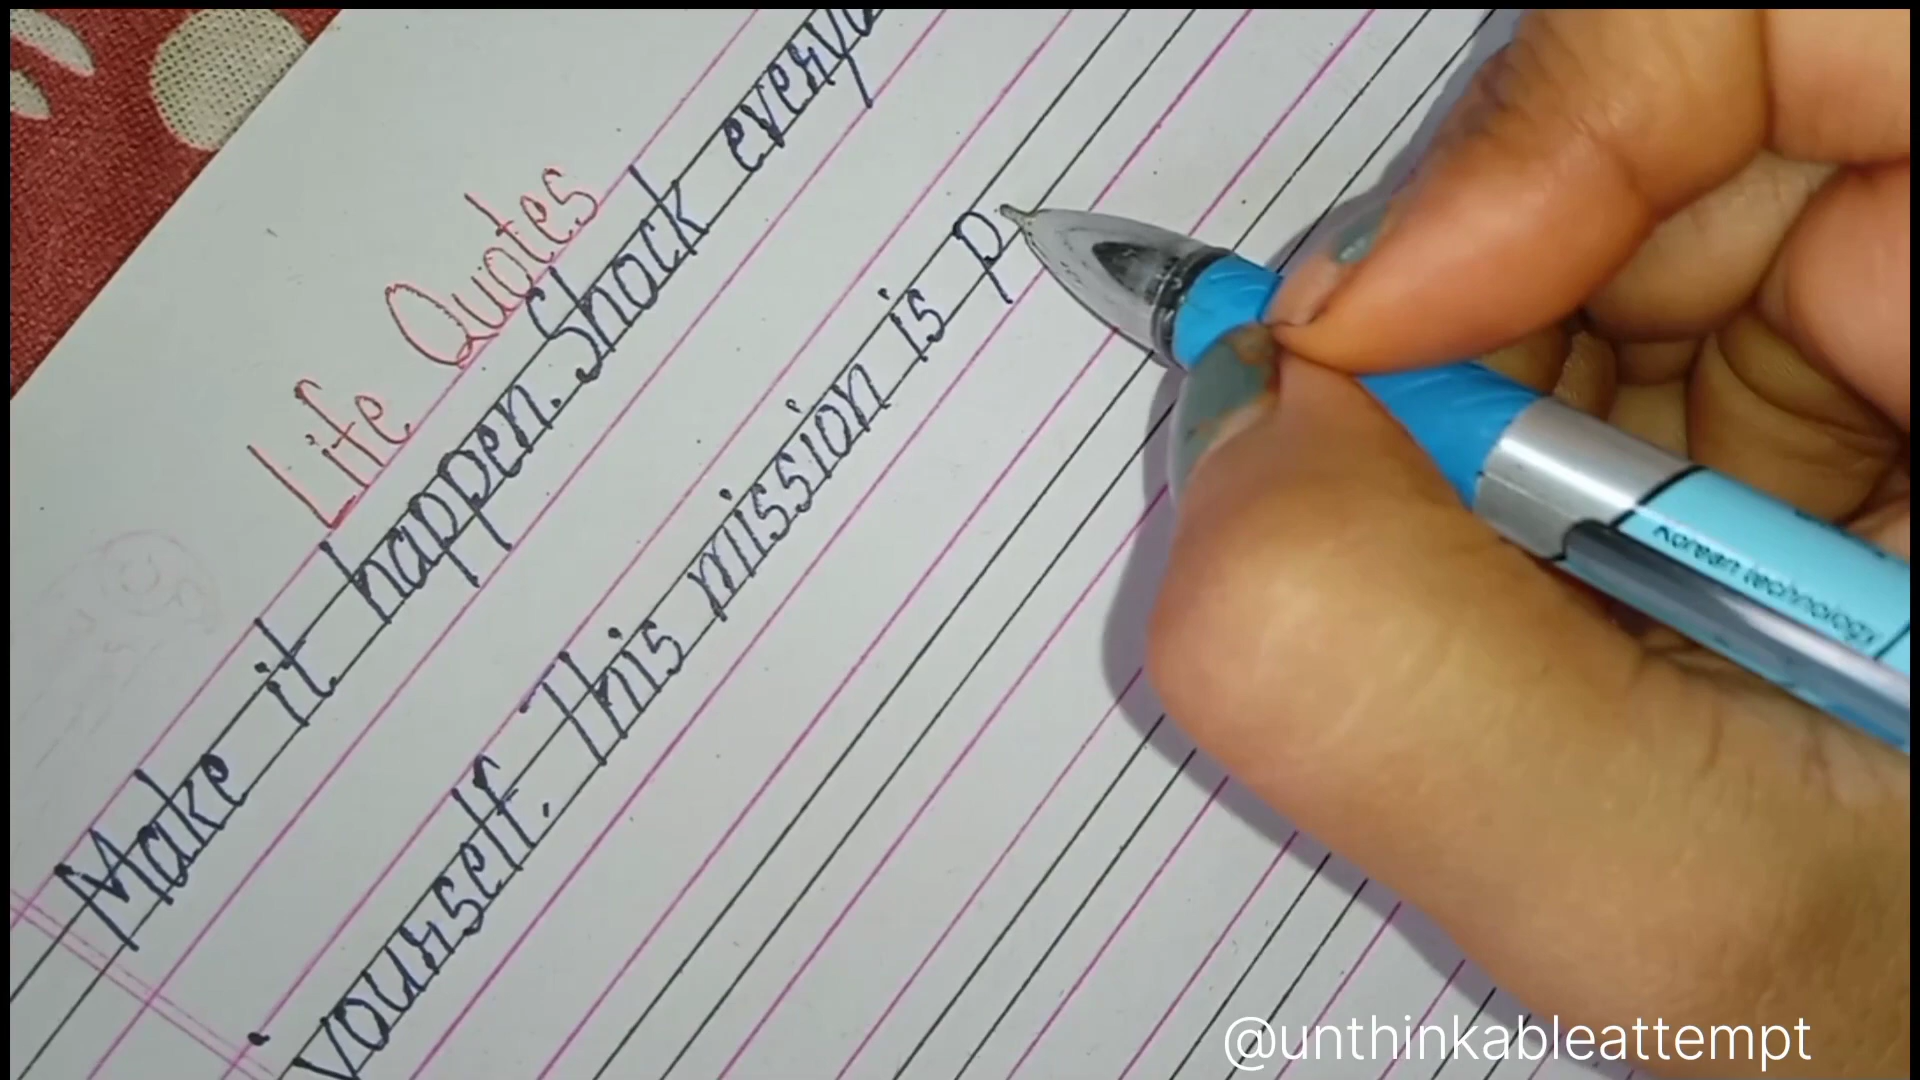 Life Quotes
Make it happen. Shock every
yourself. This mission is p
Korean technology
@unthinkableattempt